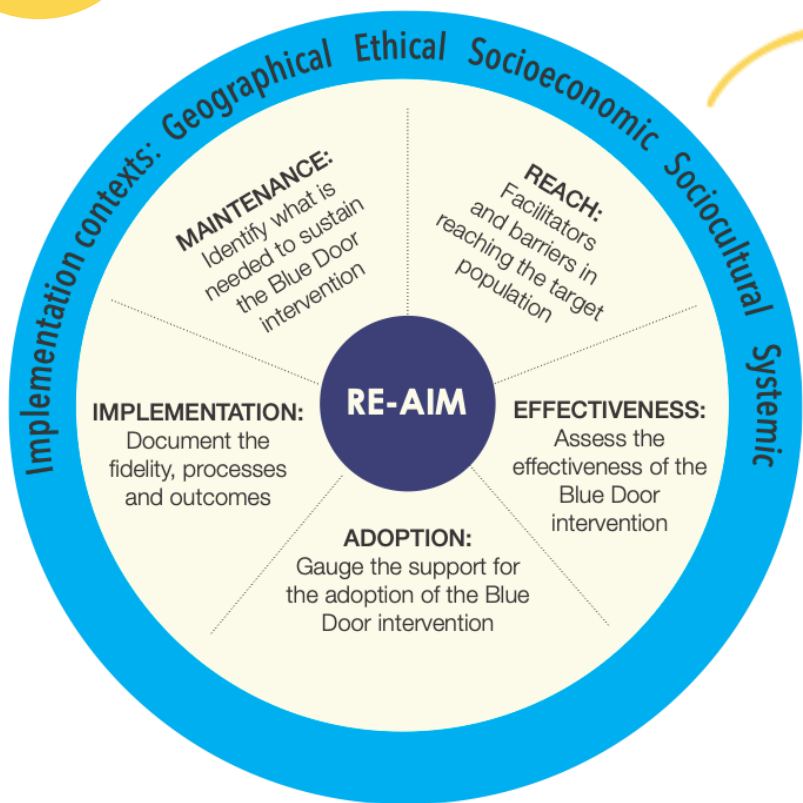 Implementation contexts: Geographical Ethical Socioeconomic Sociocultural Systemic
REACH:
Facilitators
and barriers in
reaching the target
population
EFFECTIVENESS:
Assess the
effectiveness of the
Blue Door
intervention
ADOPTION:
Gauge the support for
the adoption of the Blue
Door intervention
IMPLEMENTATION:
Document the
fidelity, processes
and outcomes
MAINTENANCE:
Identify what is
needed to sustain
the Blue Door
intervention
RE-AIM